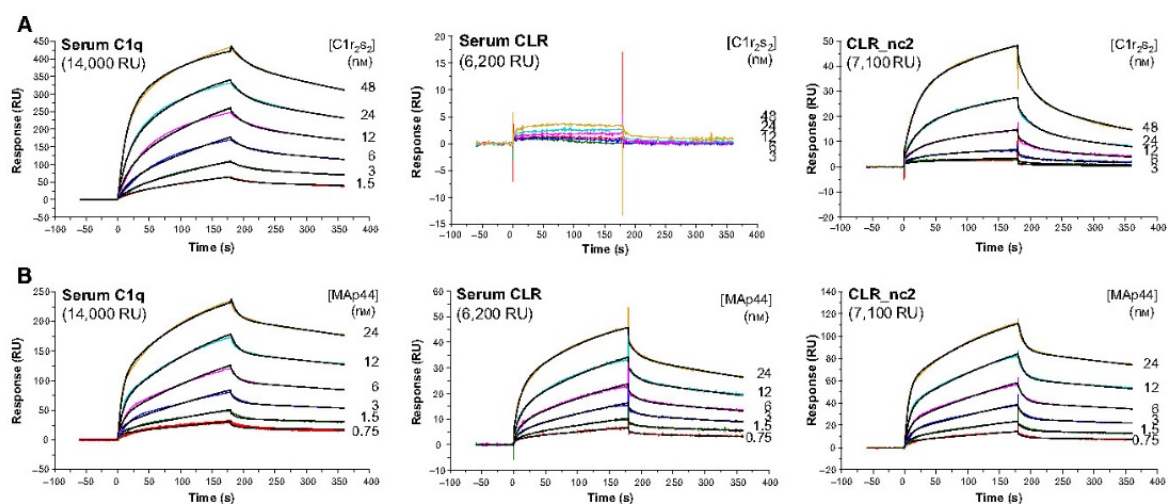 A
Serum C1q
(14,000 RU)
[C1r2s2]
(nM)
450
400
350
300
250
200
150
100
50
0
−50
48
24
12
6
3
1.5
Response (RU)
−100 −50 0 50 100 150 200 250 300 350 400
Time (s)
Serum CLR
(6,200 RU)
[C1r2s2]
(nM)
20
15
10
5
0
−5
−10
−15
48
24
12
6
3
Response (RU)
−100 −50 0 50 100 150 200 250 300 350 400
Time (s)
CLR_nc2
(7,100 RU)
[C1r2s2]
(nM)
50
40
30
20
10
0
−10
−20
48
24
12
6
3
Response (RU)
−100 −50 0 50 100 150 200 250 300 350 400
Time (s)
B
Serum C1q
(14,000 RU)
[MAp44]
(nM)
250
200
150
100
50
0
−50
24
12
6
3
1.5
0.75
Response (RU)
−100 −50 0 50 100 150 200 250 300 350 400
Time (s)
Serum CLR
(6,200 RU)
[MAp44]
(nM)
60
50
40
30
20
10
0
−10
24
12
6
3
1.5
0.75
Response (RU)
−100 −50 0 50 100 150 200 250 300 350 400
Time (s)
CLR_nc2
(7,100 RU)
[MAp44]
(nM)
140
120
100
80
60
40
20
0
−20
24
12
6
3
1.5
0.75
Response (RU)
−100 −50 0 50 100 150 200 250 300 350 400
Time (s)